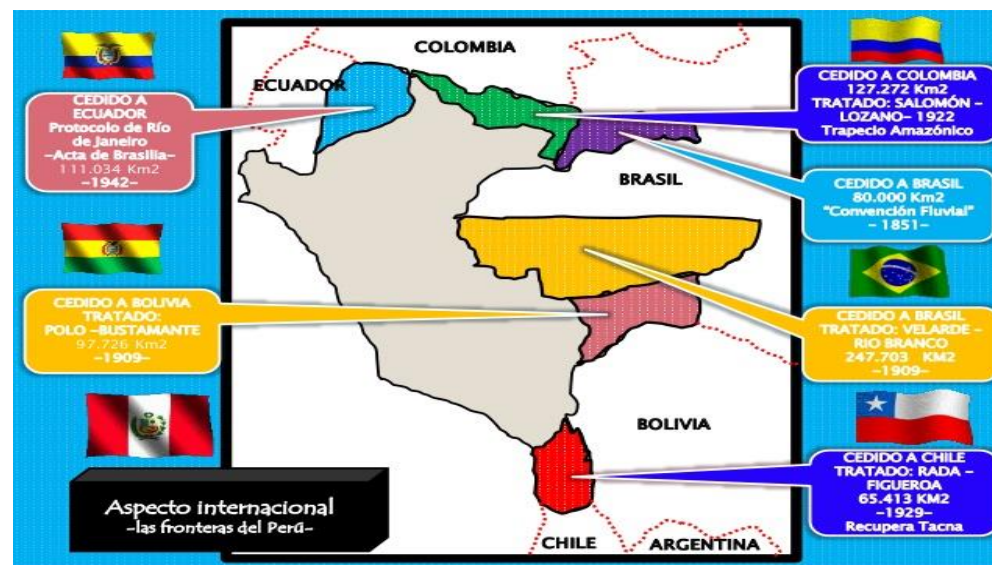 COLOMBIA
ECUADOR
BRASIL
BOLIVIA
CHILE
ARGENTINA
CEDIDO A
ECUADOR
Protocolo de Río
de Janeiro
-Acta de Brasilia-
111.034 Km2
-1942-
CEDIDO A BOLIVIA
TRATADO:
POLO -BUSTAMANTE
97.726 Km2
-1909-
Aspecto internacional
-las fronteras del Perú-
CEDIDO A COLOMBIA
127.272 Km2
TRATADO: SALOMÓN -
LOZANO- 1922
Trapecio Amazónico
CEDIDO A BRASIL
80.000 Km2
"Convención Fluvial"
- 1851-
CEDIDO A BRASIL
TRATADO: VELARDE -
RIO BRANCO
247.703 KM2
-1909-
CEDIDO A CHILE
TRATADO: RADA -
FIGUEROA
65.413 KM2
-1929-
Recupera Tacna